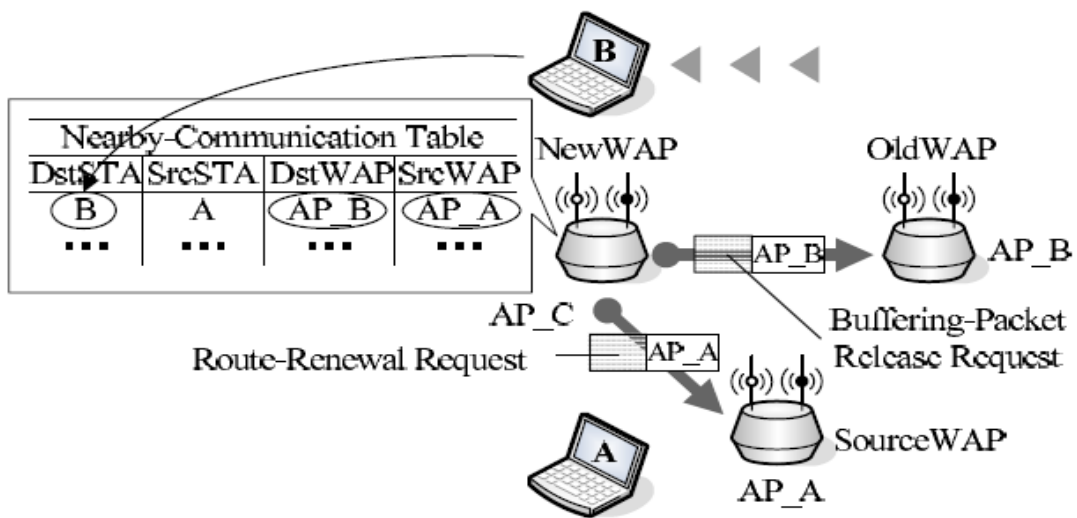 B
Nearby-Communication Table
DstSTA SrcSTA DstWAP SrcWAP
B A AP_B AP_A
... ... ... ...
NewWAP
OldWAP
AP_B
AP_B
AP_C
Buffering-Packet
Release Request
Route-Renewal Request
AP_A
SourceWAP
A
AP_A